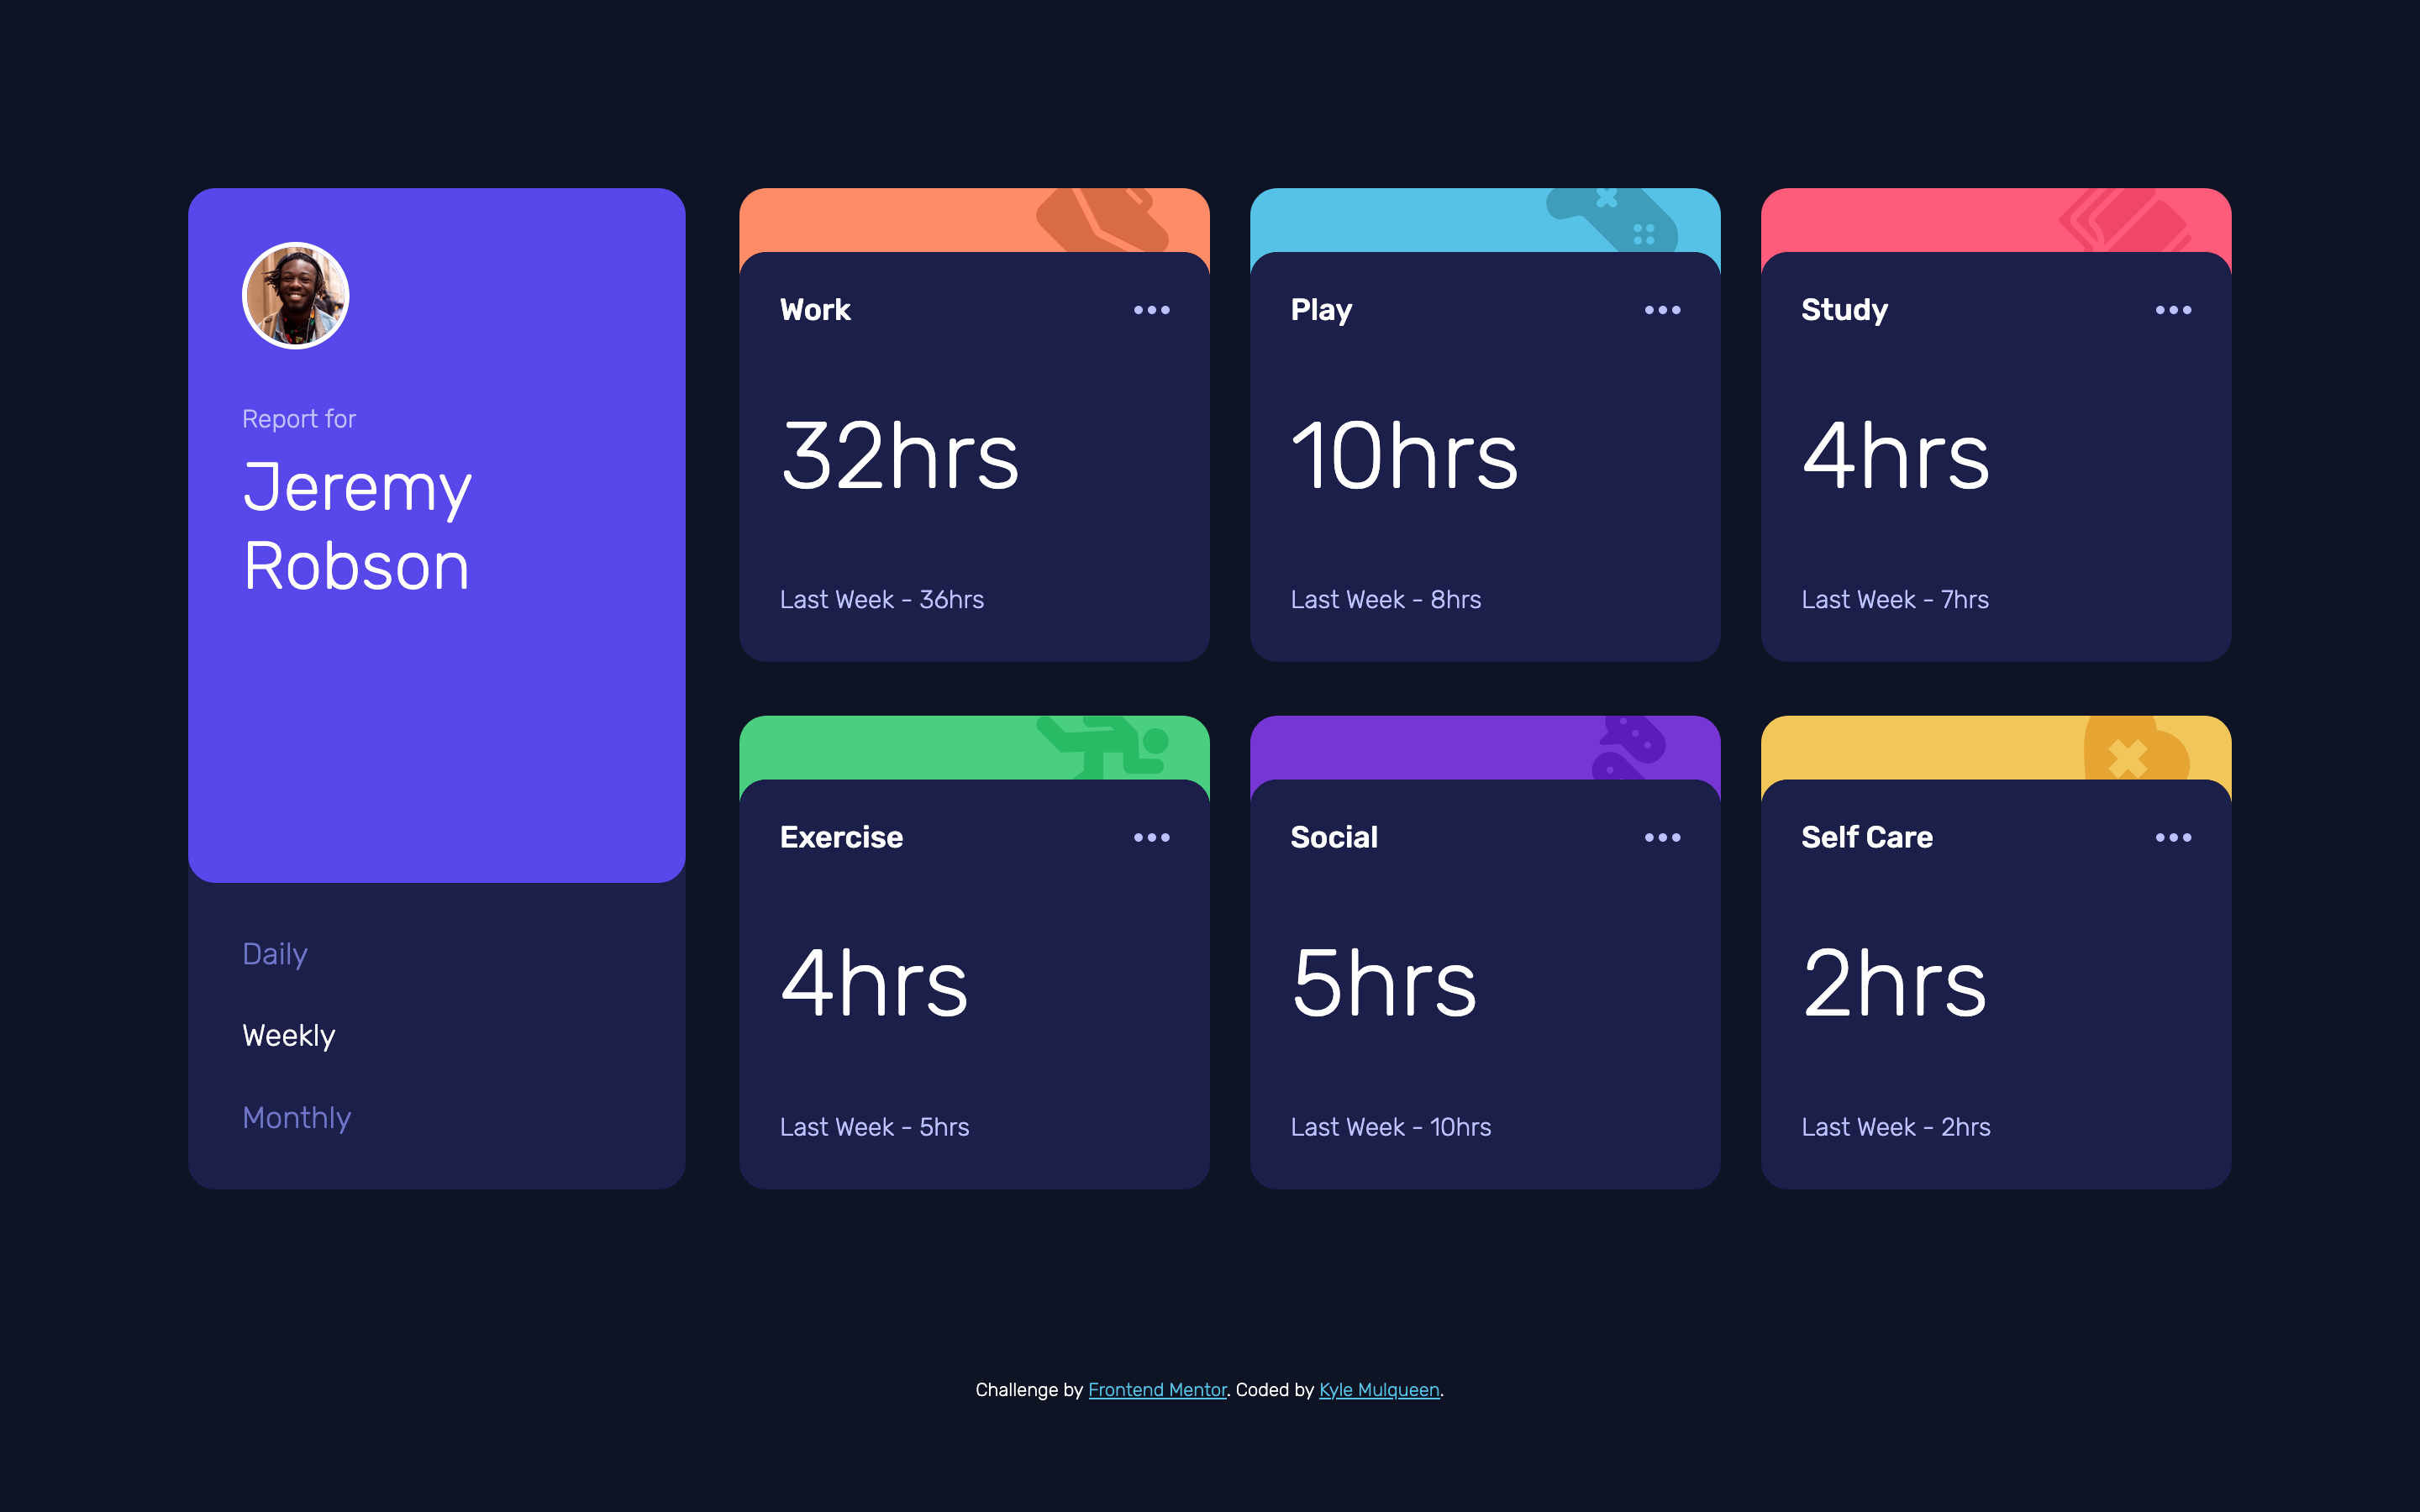 Report for
Jeremy
Robson
Daily
Weekly
Monthly
Work
32hrs
Last Week - 36hrs
Play
10hrs
Last Week - 8hrs
Study
4hrs
Last Week - 7hrs
Exercise
4hrs
Last Week - 5hrs
Social
5hrs
Last Week - 10hrs
Self Care
2hrs
Last Week - 2hrs
Challenge by Frontend Mentor. Coded by Kyle Mulqueen.